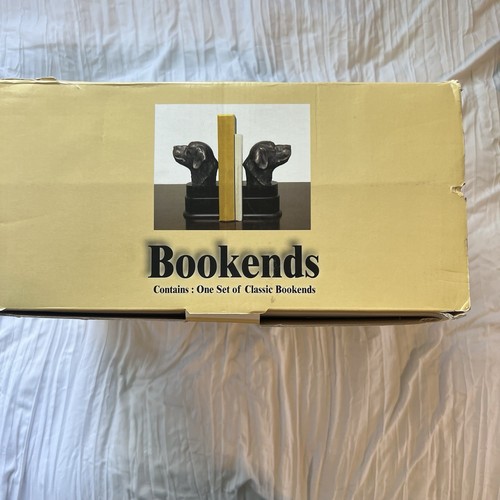 Bookends
Contains : One Set of Classic Bookends